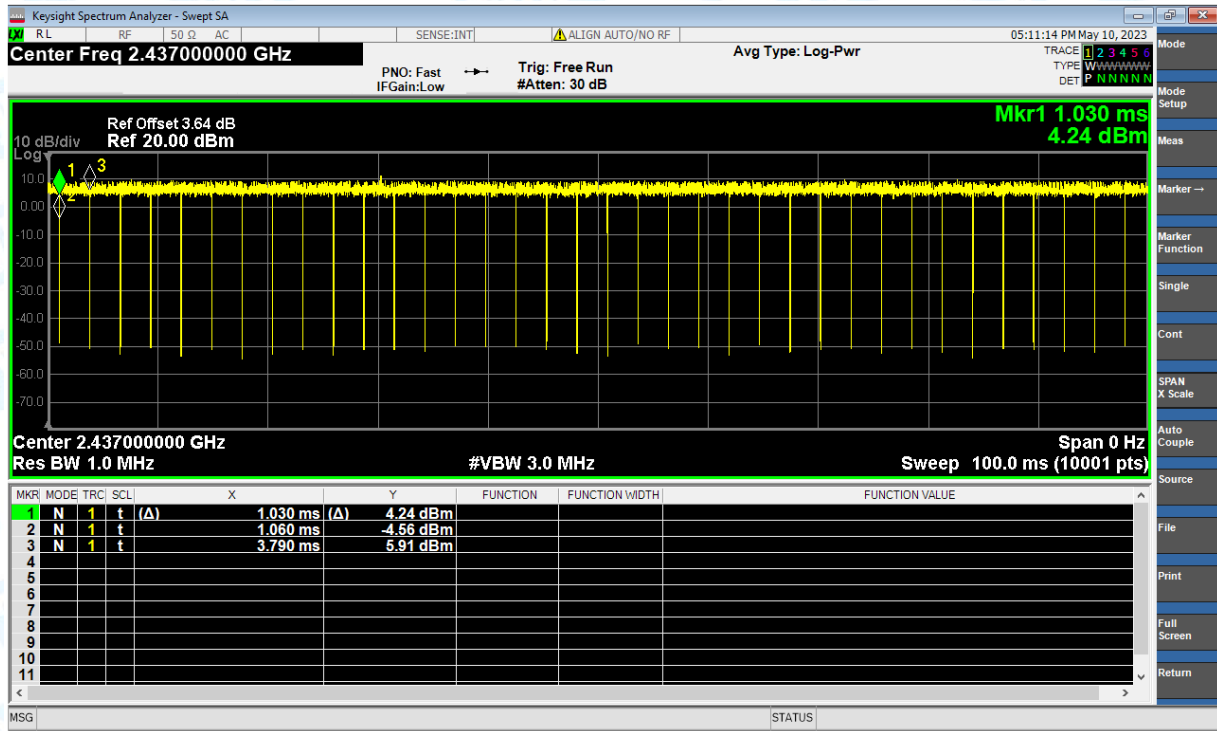 Keysight Spectrum Analyzer - Swept SA
LXI RL RF 50 Ω AC SENSE:INT ALIGN AUTO/NO RF 05:11:14 PM May 10, 2023
Center Freq 2.437000000 GHz
Avg Type: Log-Pwr
TRACE 1 2 3 4 5 6
PNO: Fast Trig: Free Run
TYPE WWWWWW
IFGain:Low #Atten: 30 dB
DET P N N N N N
Mkr1 1.030 ms
Ref Offset 3.64 dB
4.24 dBm
10 dB/div Ref 20.00 dBm
Log
1 3
10.0
2
0.00
-10.0
-20.0
-30.0
-40.0
-50.0
-60.0
-70.0
Center 2.437000000 GHz Span 0 Hz
Res BW 1.0 MHz #VBW 3.0 MHz Sweep 100.0 ms (10001 pts)
MKR MODE TRC SCL X Y FUNCTION FUNCTION WIDTH FUNCTION VALUE
1 N 1 t (Δ) 1.030 ms (Δ) 4.24 dBm
2 N 1 t 1.060 ms -4.56 dBm
3 N 1 t 3.790 ms 5.91 dBm
4
5
6
7
8
9
10
11
MSG STATUS
Mode
Mode
Setup
Meas
Marker→
Marker
Function
Single
Cont
SPAN
X Scale
Auto
Couple
Source
File
Print
Full
Screen
Return